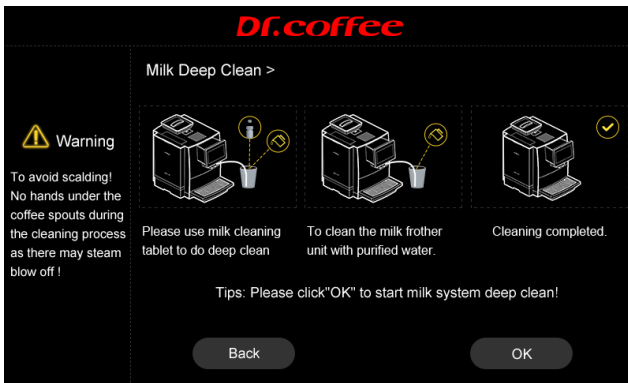 Dr.coffee
Milk Deep Clean >
Warning
To avoid scalding!
No hands under the
coffee spouts during
the cleaning process
as there may steam
blow off !
Please use milk cleaning
tablet to do deep clean
To clean the milk frother
unit with purified water.
Cleaning completed.
Tips: Please click"OK" to start milk system deep clean!
Back
OK